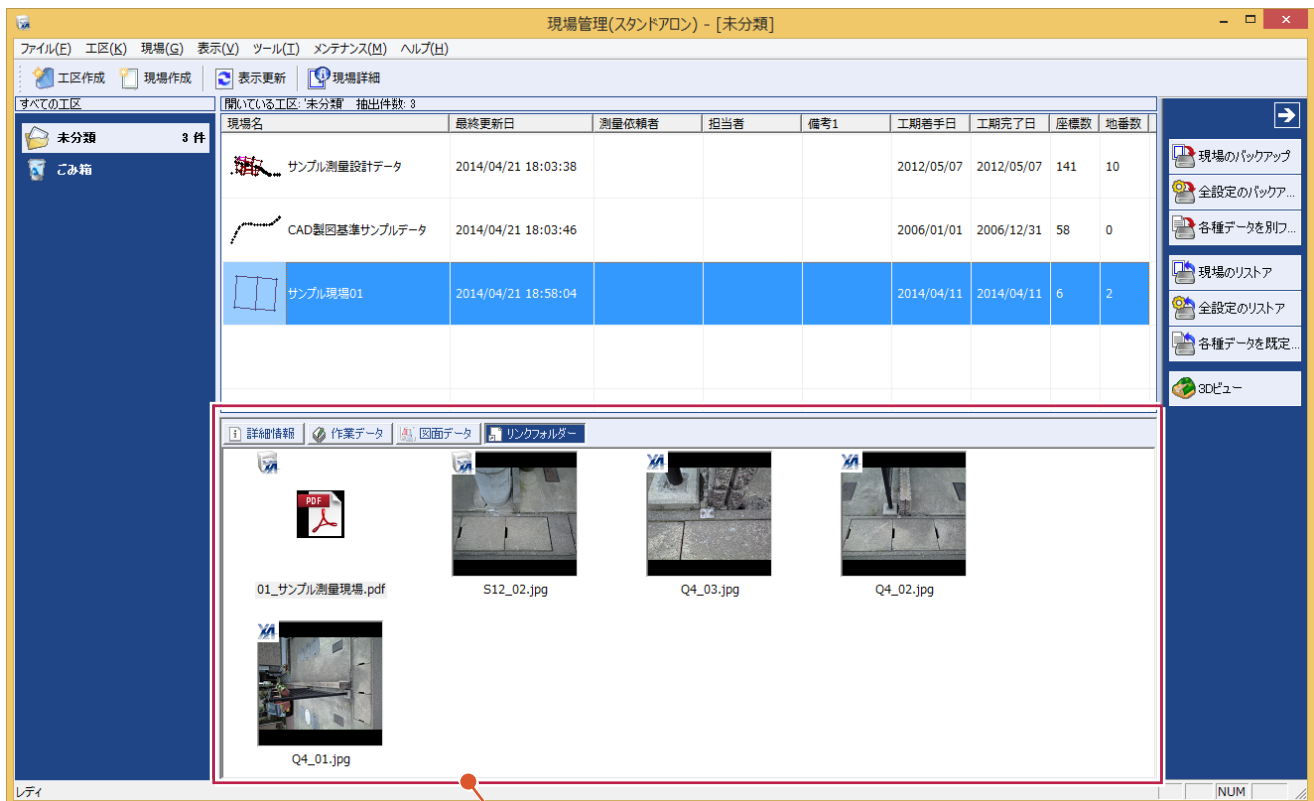 現場管理(スタンドアロン) - [未分類]
ファイル(F) 工区(K) 現場(G) 表示(V) ツール(T) メンテナンス(M) ヘルプ(H)
工区作成 現場作成 表示更新 現場詳細
すべての工区
開いている工区: '未分類' 抽出件数: 3
未分類 3 件
ごみ箱
現場名 最終更新日 測量依頼者 担当者 備考1 工期着手日 工期完了日 座標数 地番数
サンプル測量設計データ 2014/04/21 18:03:38 2012/05/07 2012/05/07 141 10
CAD製図基準サンプルデータ 2014/04/21 18:03:46 2006/01/01 2006/12/31 58 0
サンプル現場01 2014/04/21 18:58:04 2014/04/11 2014/04/11 6 2
現場のバックアップ
全設定のバックア...
各種データを別フ...
現場のリストア
全設定のリストア
各種データを既定...
3Dビュー
詳細情報 作業データ 図面データ リンクフォルダー
PDF
01_サンプル測量現場.pdf S12_02.jpg Q4_03.jpg Q4_02.jpg
Q4_01.jpg
レディ NUM